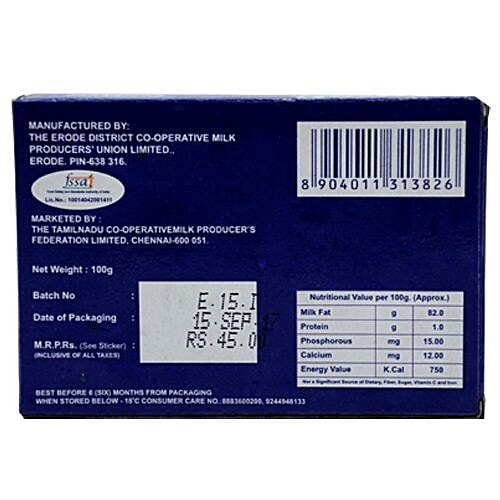 MANUFACTURED BY:
THE ERODE DISTRICT CO-OPERATIVE MILK
PRODUCERS' UNION LIMITED.,
ERODE. PIN-638 316.
fssai
Lic.No.: 10014042001411
MARKETED BY :
THE TAMILNADU CO-OPERATIVEMILK PRODUCER'S
FEDERATION LIMITED, CHENNAI-600 051.
Net Weight : 100g
Batch No : E.15.I
Date of Packaging : 15 SEP 17
M.R.P.Rs. (See Sticker) : RS.45.00
(INCLUSIVE OF ALL TAXES)
BEST BEFORE 6 (SIX) MONTHS FROM PACKAGING
WHEN STORED BELOW - 18°C CONSUMER CARE NO.:8883600200, 9244948133
8 904011 313826
Nutritional Value per 100g. (Approx.)
Milk Fat g 82.0
Protein g 1.0
Phosphorous mg 15.00
Calcium mg 12.00
Energy Value K.Cal 750
Not a Significant Source of Dietary, Fiber, Sugar, Vitamin C and Iron